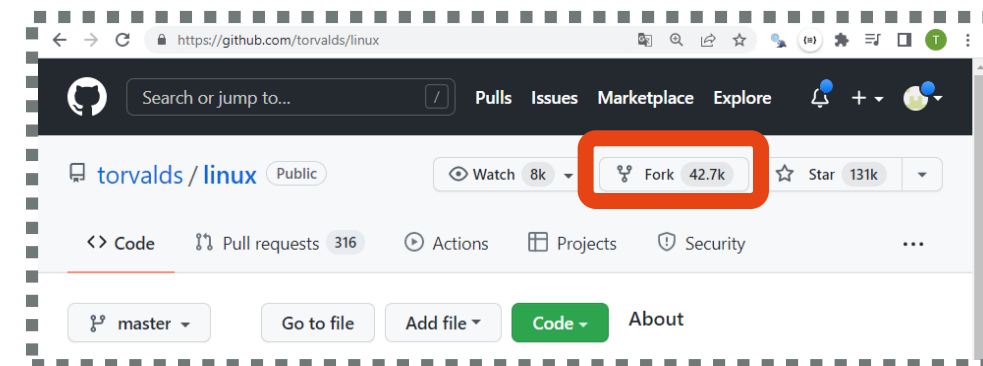 https://github.com/torvalds/linux T
Search or jump to... / Pulls Issues Marketplace Explore
torvalds / linux Public Watch 8k Fork 42.7k Star 131k
<> Code Pull requests 316 Actions Projects Security ...
master Go to file Add file Code About